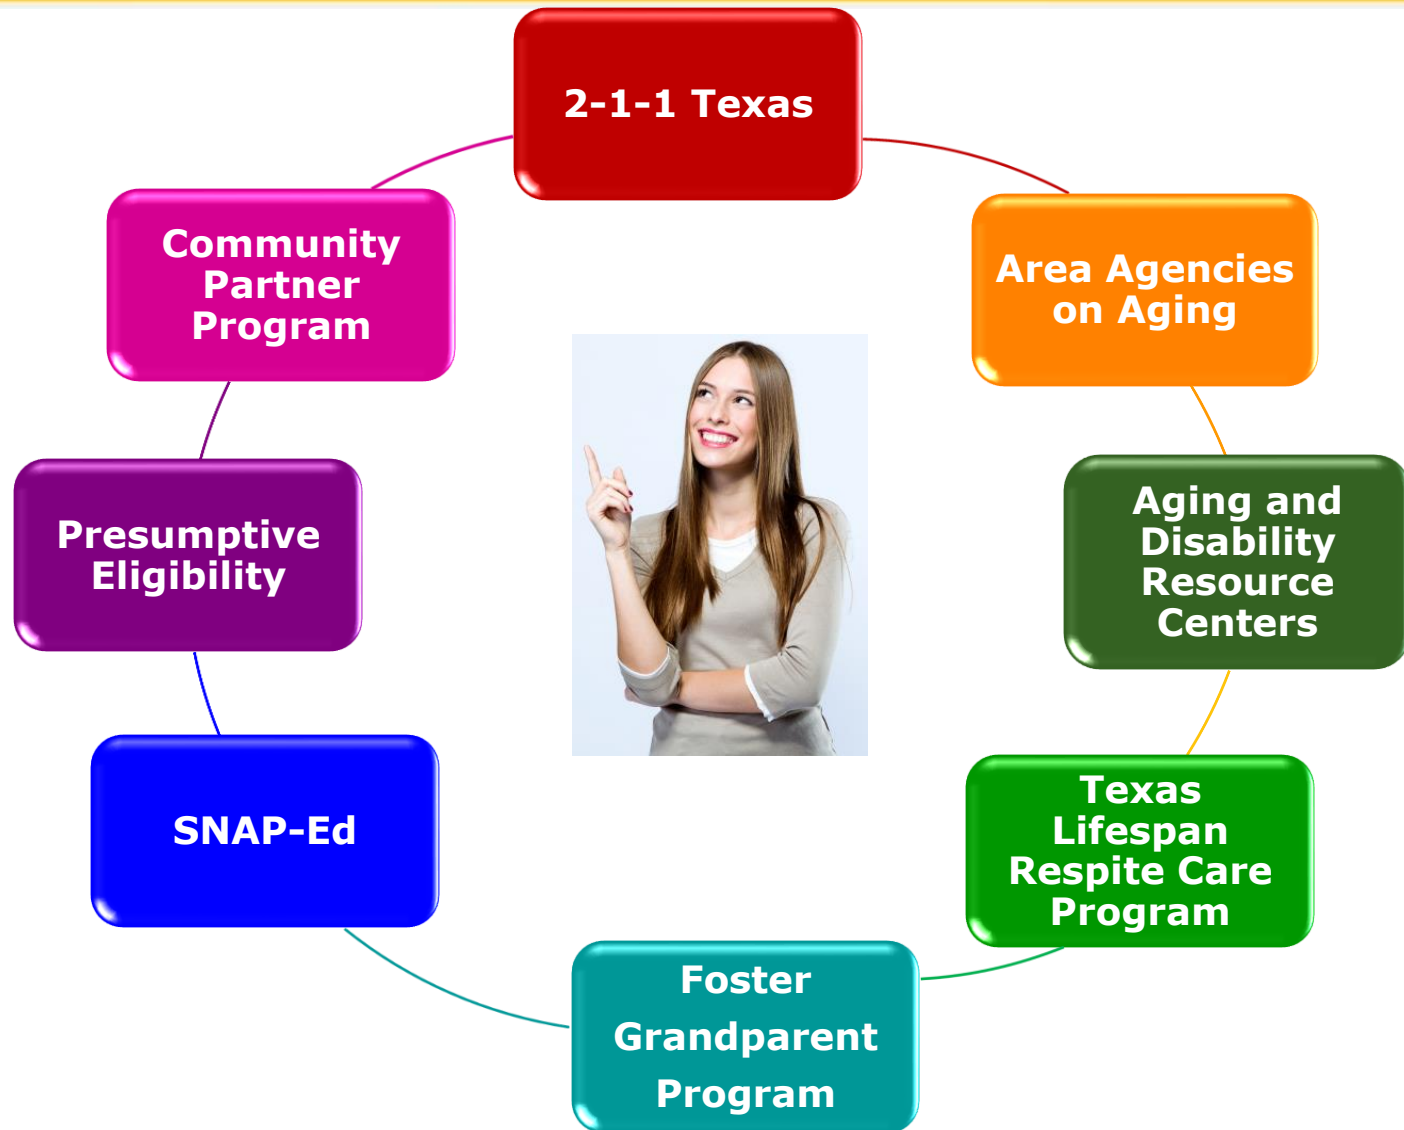 2-1-1 Texas
Area Agencies
on Aging
Aging and
Disability
Resource
Centers
Texas
Lifespan
Respite Care
Program
Foster
Grandparent
Program
SNAP-Ed
Presumptive
Eligibility
Community
Partner
Program